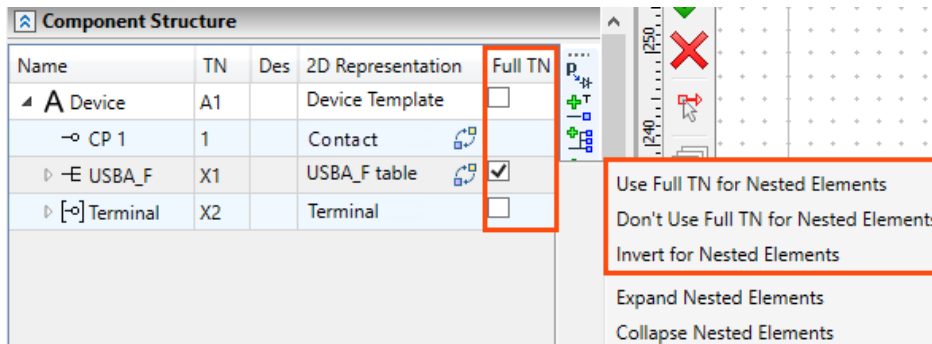 Component Structure
Name TN Des 2D Representation Full TN
A Device A1 Device Template
CP 1 1 Contact
E USBA_F X1 USBA_F table
Terminal X2 Terminal
250
240
Use Full TN for Nested Elements
Don't Use Full TN for Nested Elements
Invert for Nested Elements
Expand Nested Elements
Collapse Nested Elements